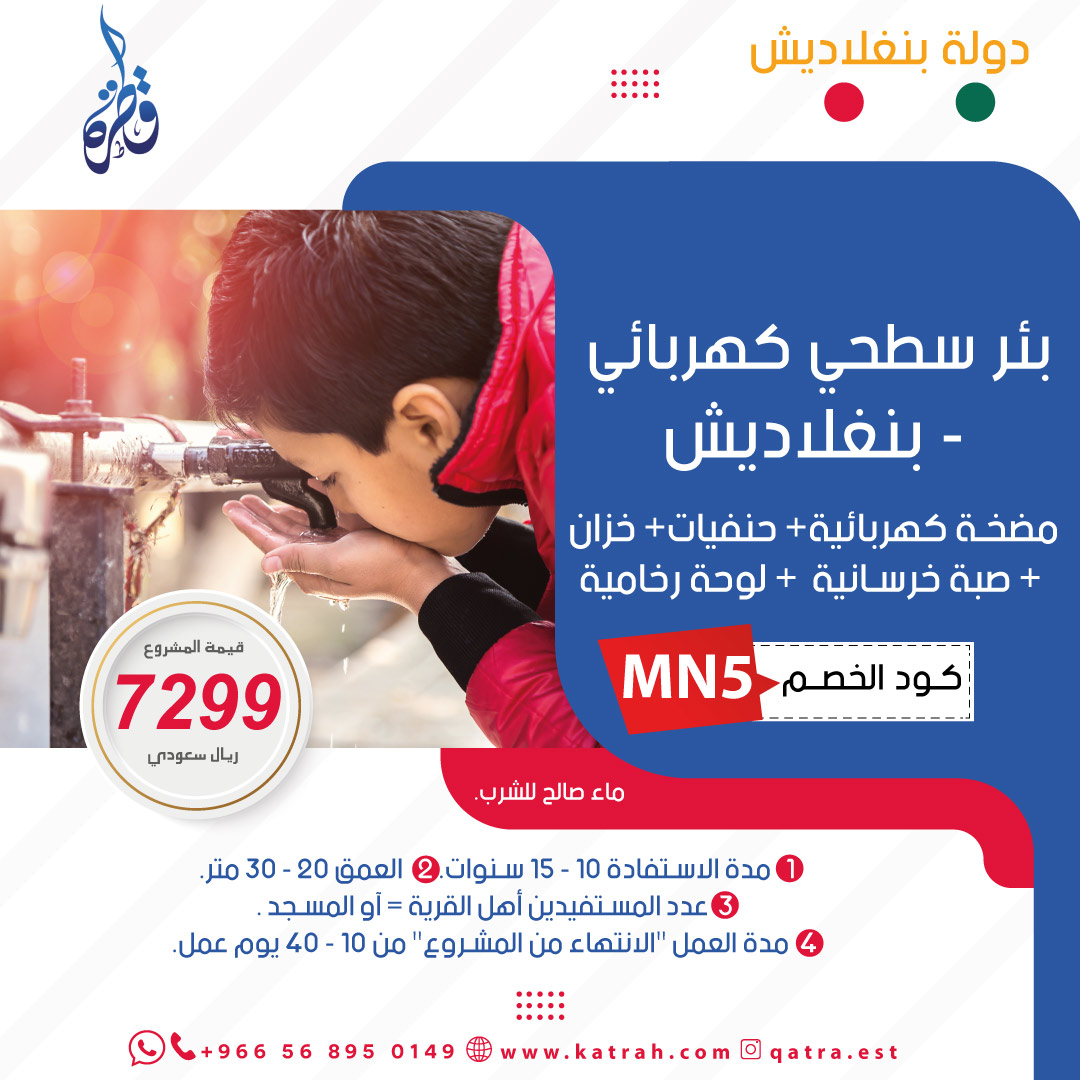 دولة بنغلاديش
قطرة
بئر سطحي كهربائي
- بنغلاديش
مضخة كهربائية+ حنفيات+ خزان
+ صبة خرسانية + لوحة رخامية
كود الخصم MN5
قيمة المشروع
7299
ريال سعودي
ماء صالح للشرب.
1 مدة الاستفادة 10 - 15 سنوات. 2 العمق 20 - 30 متر.
3 عدد المستفيدين أهل القرية = آو المسجد .
4 مدة العمل "الانتهاء من المشروع" من 10 - 40 يوم عمل.
+966 56 895 0149 www.katrah.com qatra.est